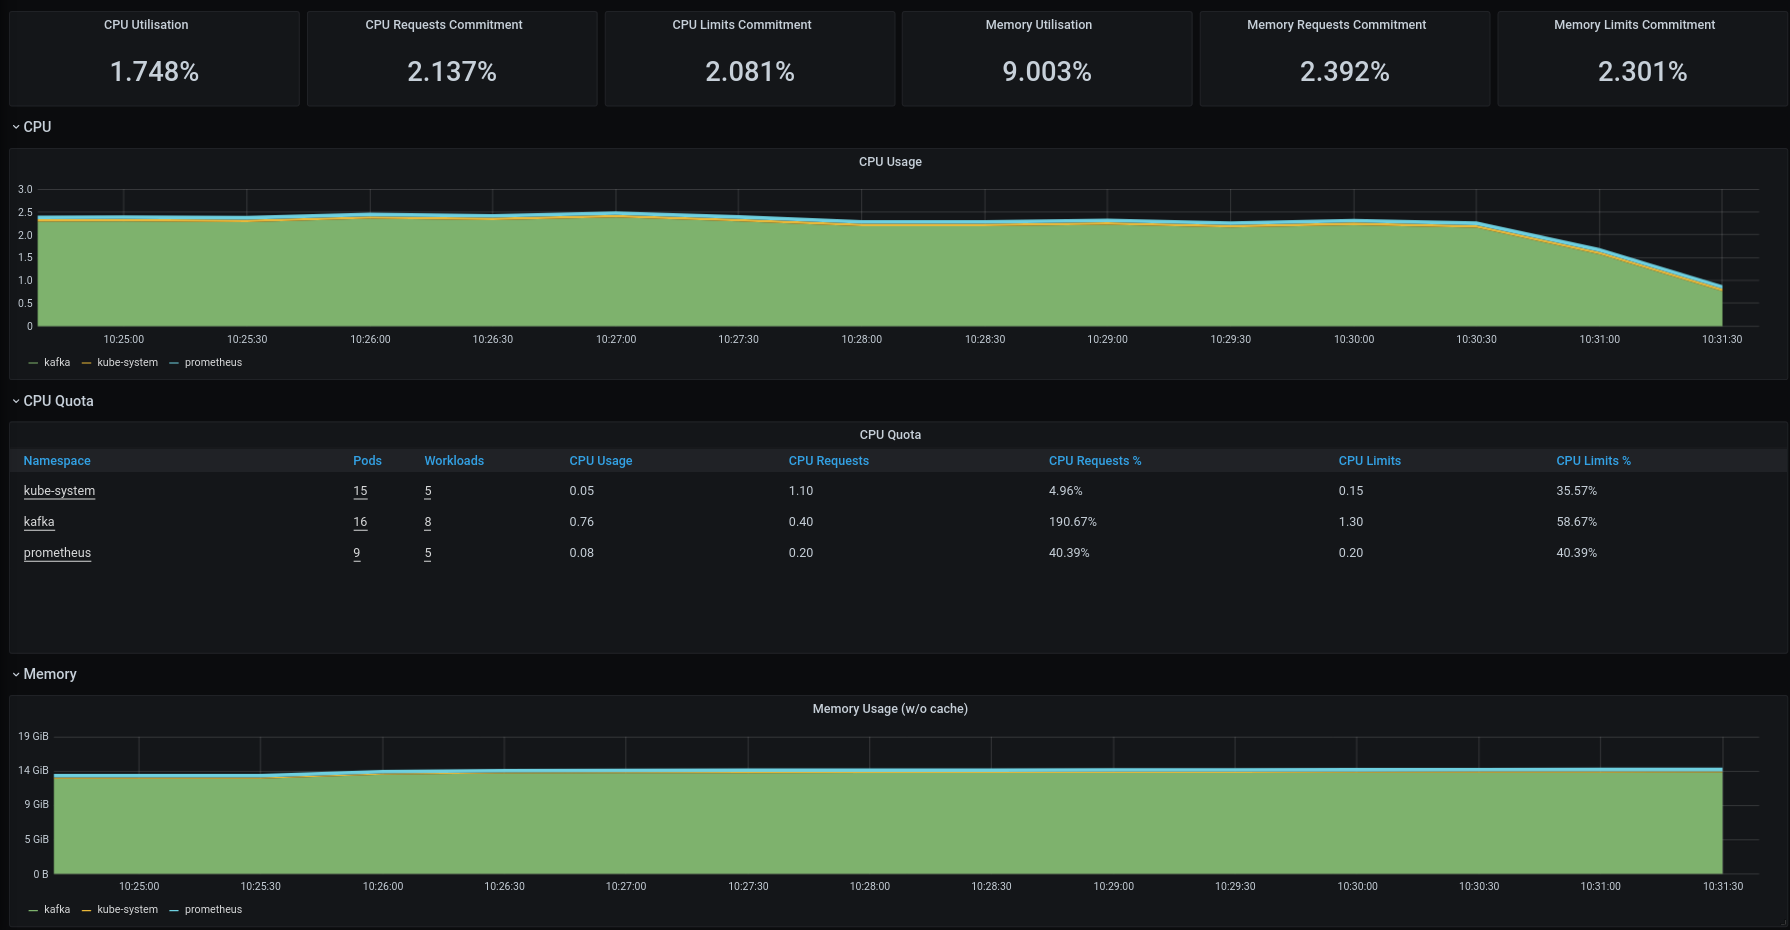 CPU Utilisation CPU Requests Commitment CPU Limits Commitment Memory Utilisation Memory Requests Commitment Memory Limits Commitment
1.748% 2.137% 2.081% 9.003% 2.392% 2.301%
CPU
CPU Usage
3.0
2.5
2.0
1.5
1.0
0.5
0
10:25:00 10:25:30 10:26:00 10:26:30 10:27:00 10:27:30 10:28:00 10:28:30 10:29:00 10:29:30 10:30:00 10:30:30 10:31:00 10:31:30
kafka kube-system prometheus
CPU Quota
CPU Quota
Namespace Pods Workloads CPU Usage CPU Requests CPU Requests % CPU Limits CPU Limits %
kube-system 15 5 0.05 1.10 4.96% 0.15 35.57%
kafka 16 8 0.76 0.40 190.67% 1.30 58.67%
prometheus 9 5 0.08 0.20 40.39% 0.20 40.39%
Memory
Memory Usage (w/o cache)
19 GiB
14 GiB
9 GiB
5 GiB
0 B
10:25:00 10:25:30 10:26:00 10:26:30 10:27:00 10:27:30 10:28:00 10:28:30 10:29:00 10:29:30 10:30:00 10:30:30 10:31:00 10:31:30
kafka kube-system prometheus